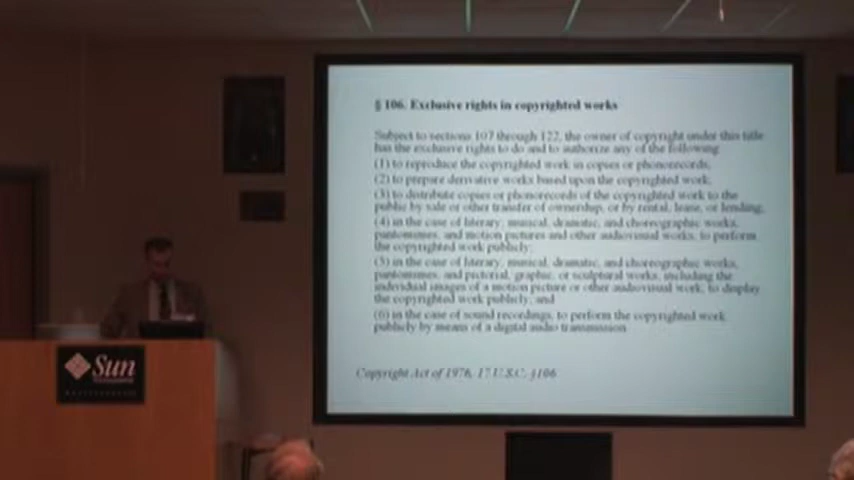 § 106. Exclusive rights in copyrighted works
Subject to sections 107 through 122, the owner of copyright under this title
has the exclusive rights to do and to authorize any of the following:
(1) to reproduce the copyrighted work in copies or phonorecords;
(2) to prepare derivative works based upon the copyrighted work;
(3) to distribute copies or phonorecords of the copyrighted work to the
public by sale or other transfer of ownership, or by rental, lease, or lending;
(4) in the case of literary, musical, dramatic, and choreographic works,
pantomimes, and motion pictures and other audiovisual works, to perform
the copyrighted work publicly;
(5) in the case of literary, musical, dramatic, and choreographic works,
pantomimes, and pictorial, graphic, or sculptural works, including the
individual images of a motion picture or other audiovisual work, to display
the copyrighted work publicly; and
(6) in the case of sound recordings, to perform the copyrighted work
publicly by means of a digital audio transmission.
Copyright Act of 1976, 17 U.S.C. §106
Sun